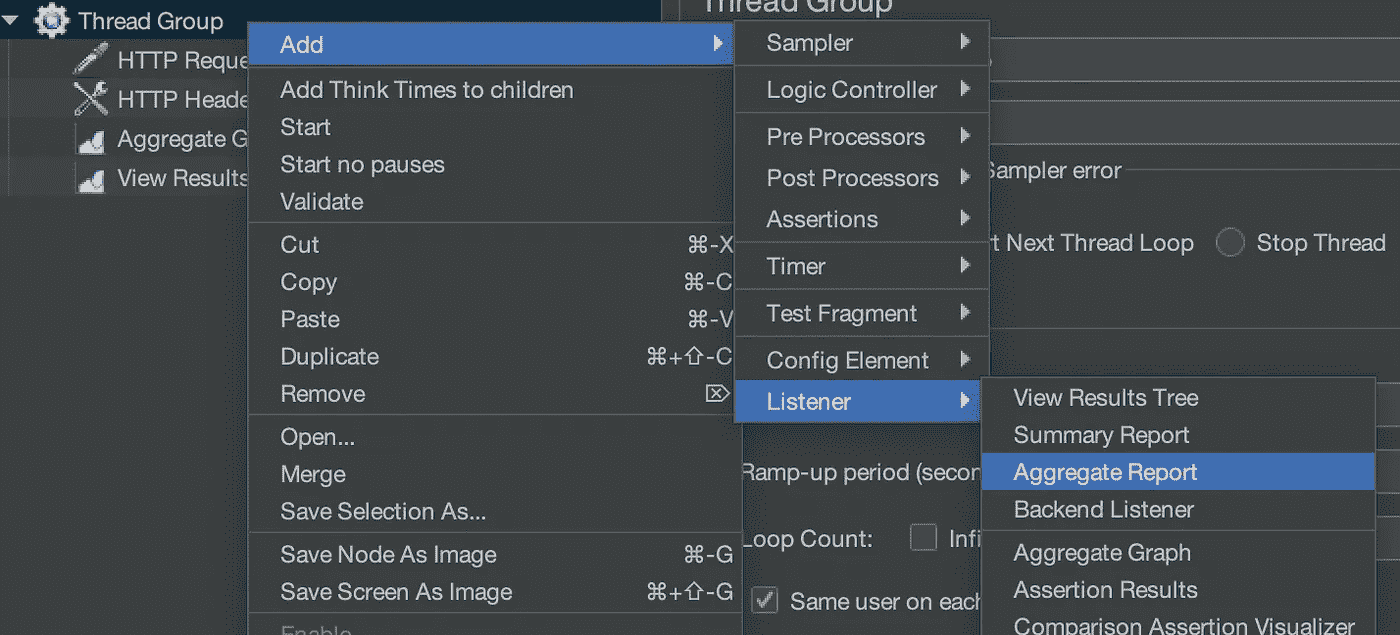 Thread Group
HTTP Reque
HTTP Heade
Aggregate G
View Results
Add
Add Think Times to children
Start
Start no pauses
Validate
Cut ⌘-X
Copy ⌘-C
Paste ⌘-V
Duplicate ⌘+⇧-C
Remove ⌦
Open...
Merge
Save Selection As...
Save Node As Image ⌘-G
Save Screen As Image ⌘+⇧-G
Enable
Thread Group
Sampler
Logic Controller
Pre Processors
Post Processors
Assertions
Timer
Test Fragment
Config Element
Listener
Sampler error
rt Next Thread Loop Stop Thread
Ramp-up period (secon
Loop Count: Infi
Same user on each
View Results Tree
Summary Report
Aggregate Report
Backend Listener
Aggregate Graph
Assertion Results
Comparison Assertion Visualizer